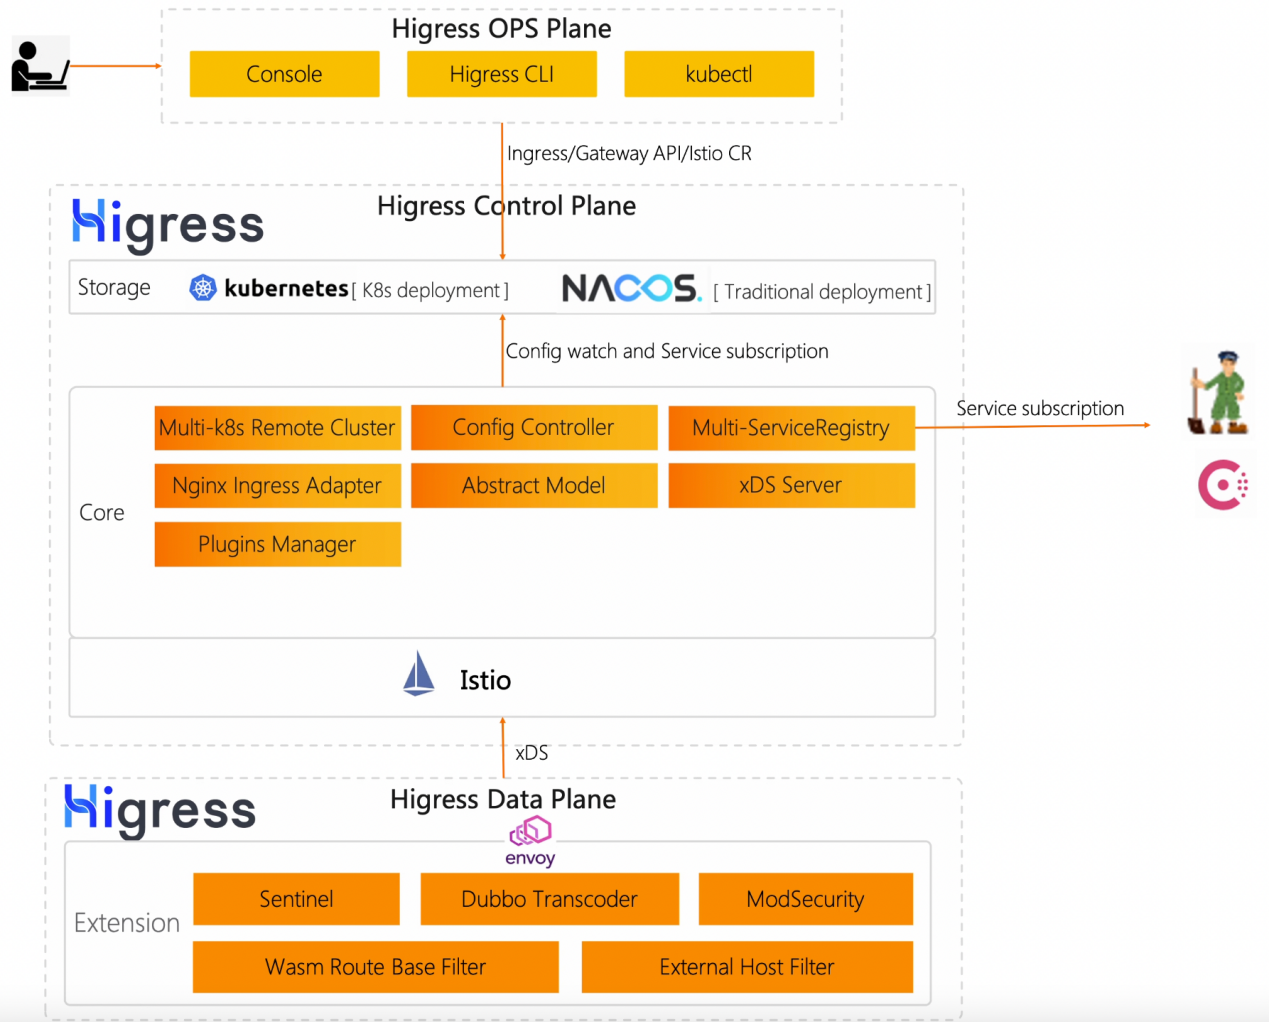 Higress OPS Plane
Console
Higress CLI
kubectl
Ingress/Gateway API/Istio CR
Higress
Higress Control Plane
Storage
kubernetes [ K8s deployment ]
NACOS. [ Traditional deployment ]
Config watch and Service subscription
Core
Multi-k8s Remote Cluster
Config Controller
Multi-ServiceRegistry
Service subscription
Nginx Ingress Adapter
Abstract Model
xDS Server
Plugins Manager
Istio
xDS
Higress
Higress Data Plane
envoy
Extension
Sentinel
Dubbo Transcoder
ModSecurity
Wasm Route Base Filter
External Host Filter